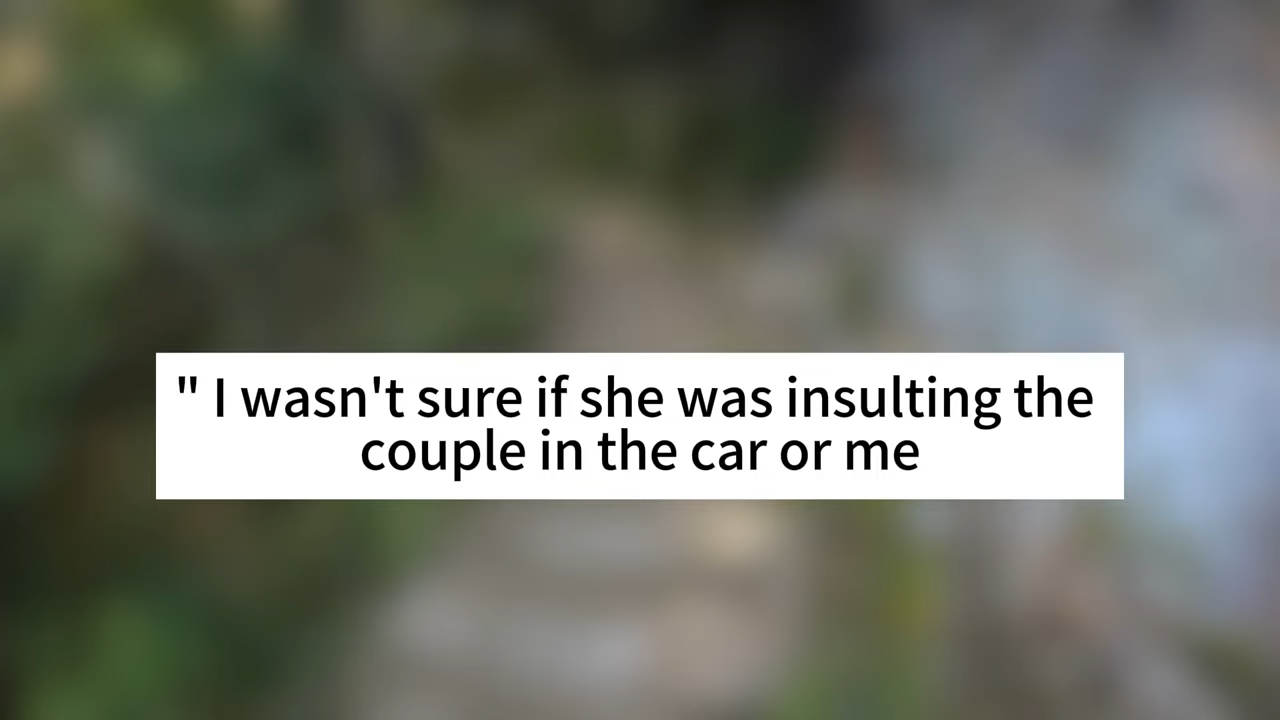 " I wasn't sure if she was insulting the
couple in the car or me